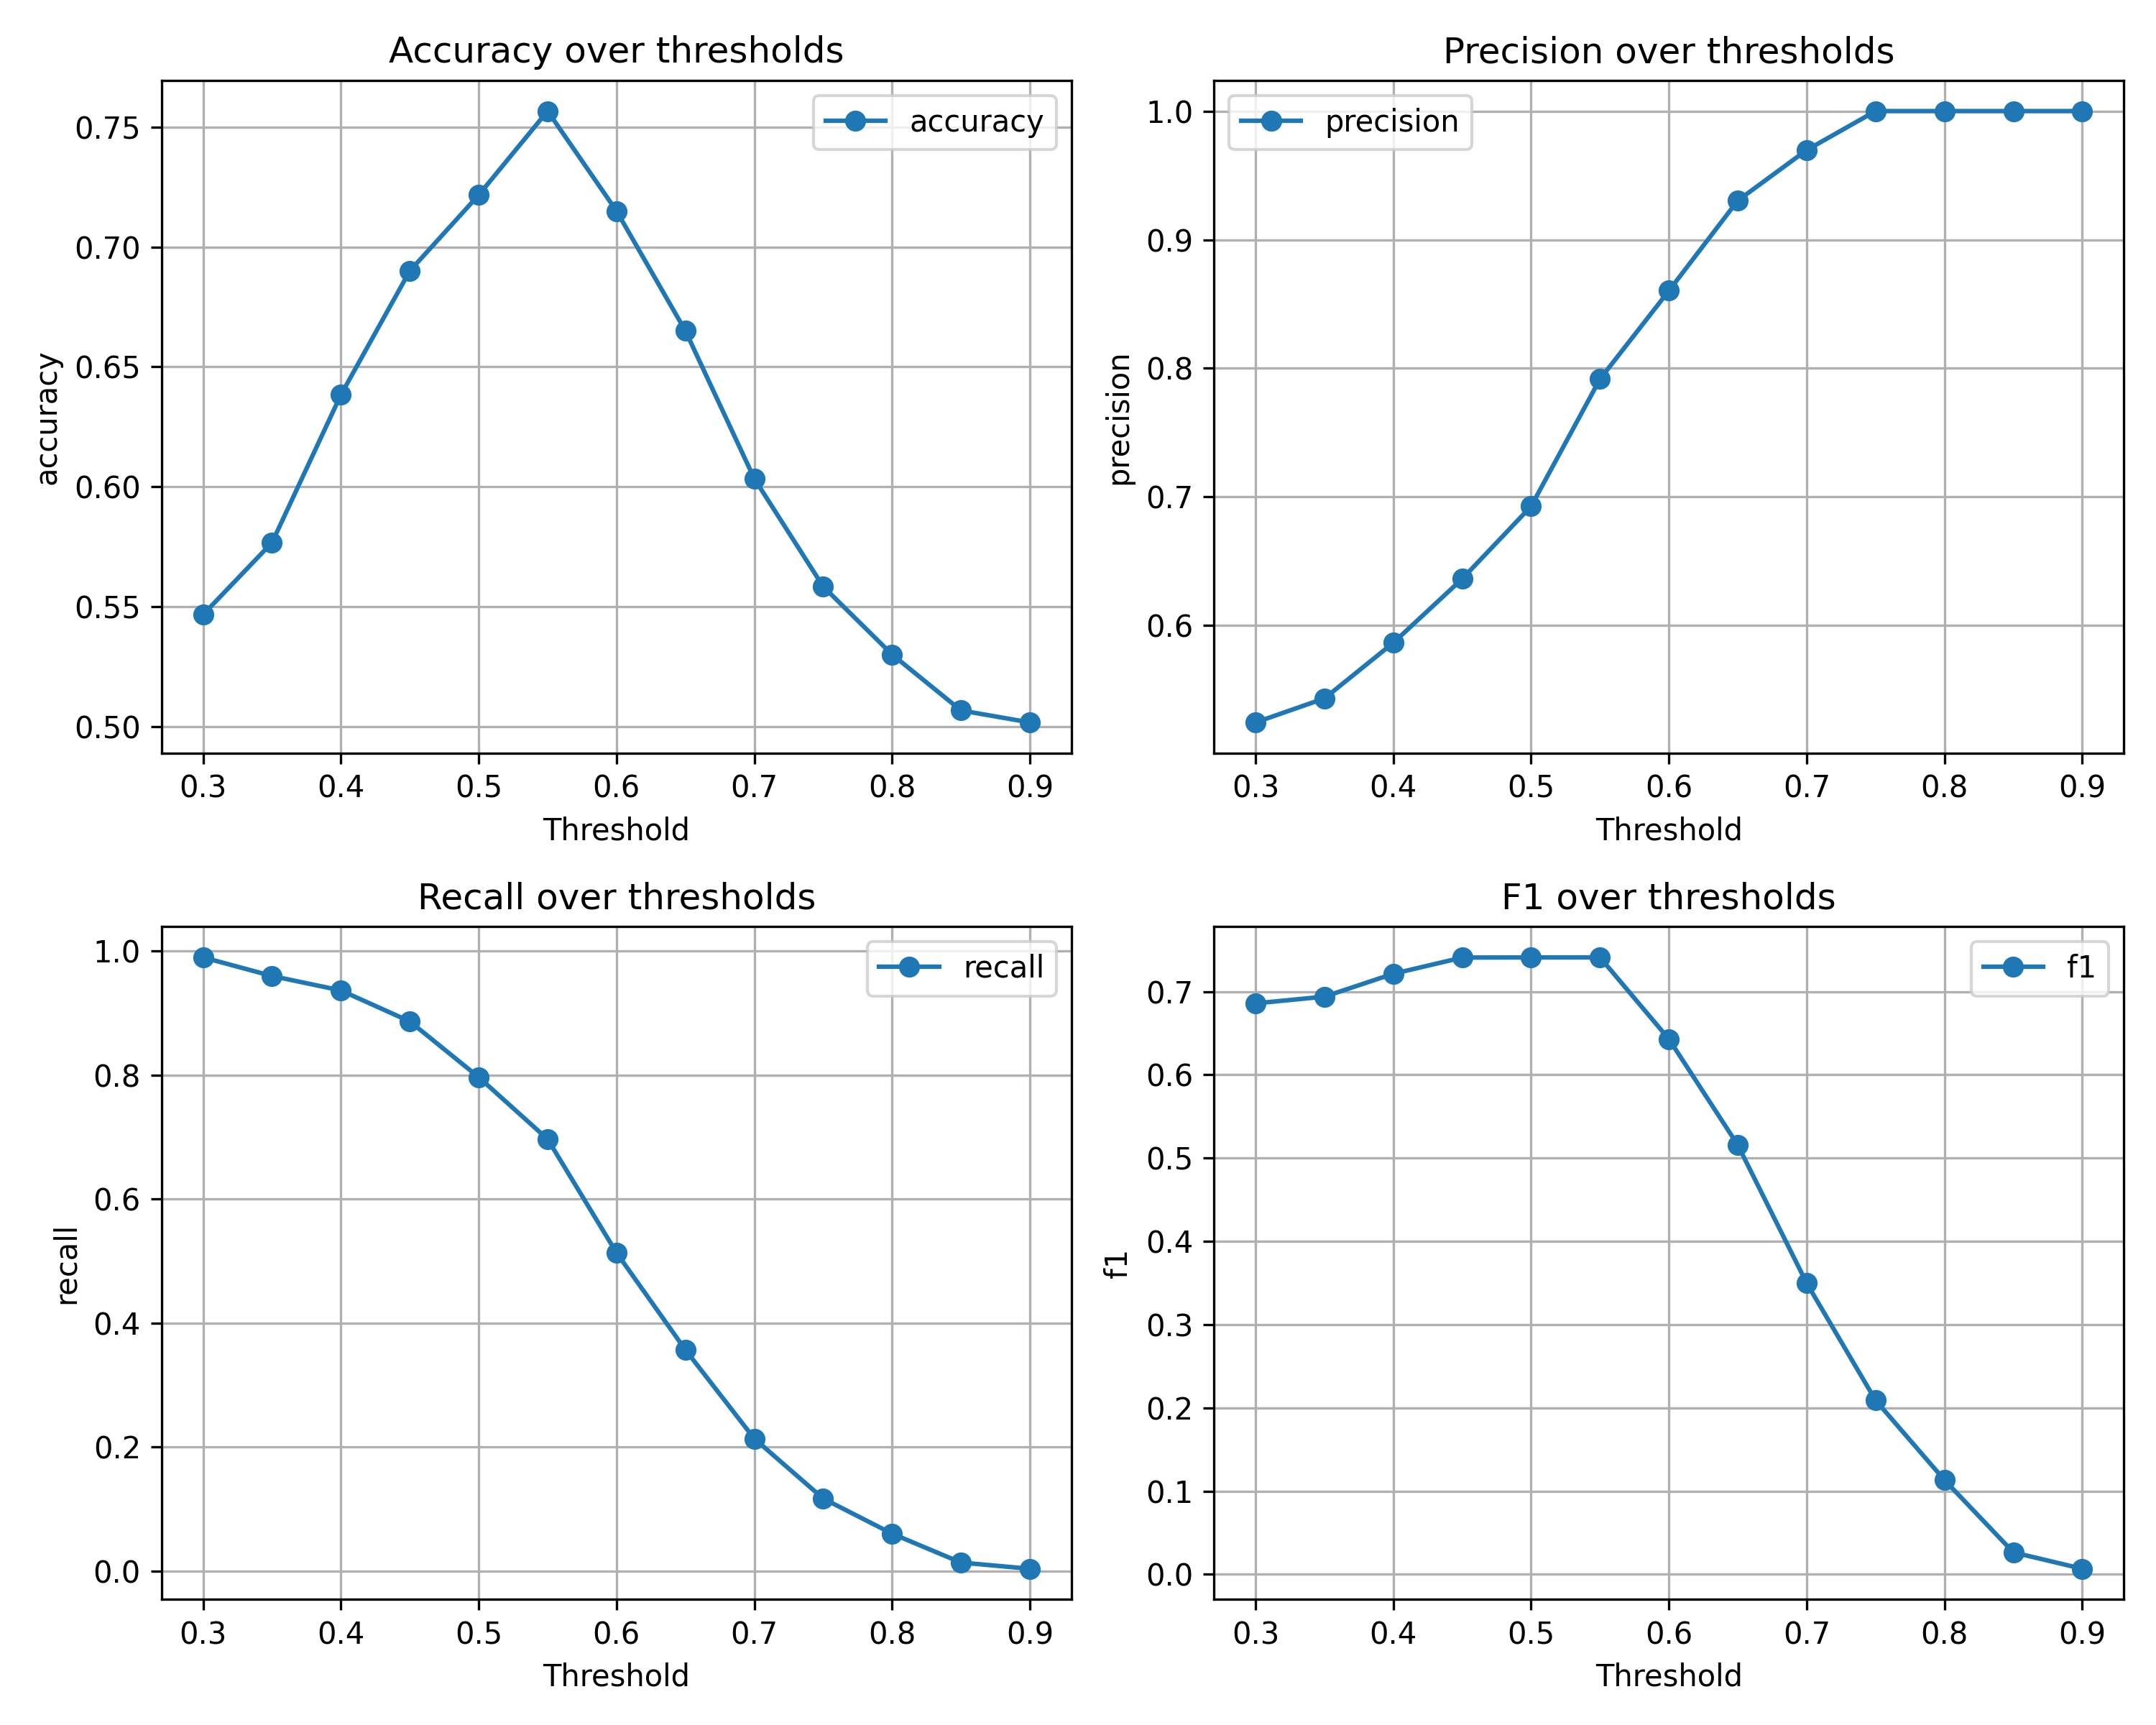 Accuracy over thresholds
accuracy
0.75
0.70
0.65
0.60
0.55
0.50
accuracy
0.3 0.4 0.5 0.6 0.7 0.8 0.9
Threshold
Precision over thresholds
precision
1.0
0.9
0.8
0.7
0.6
precision
0.3 0.4 0.5 0.6 0.7 0.8 0.9
Threshold
Recall over thresholds
recall
1.0
0.8
0.6
0.4
0.2
0.0
recall
0.3 0.4 0.5 0.6 0.7 0.8 0.9
Threshold
F1 over thresholds
f1
0.7
0.6
0.5
0.4
0.3
0.2
0.1
0.0
f1
0.3 0.4 0.5 0.6 0.7 0.8 0.9
Threshold